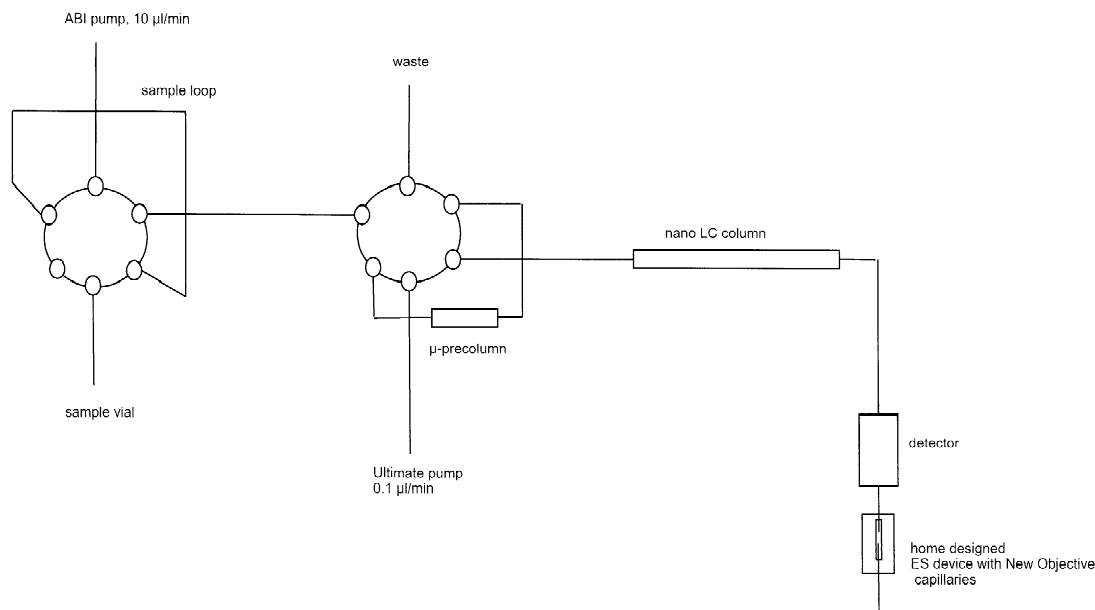 ABI pump, 10 µl/min
sample loop
waste
nano LC column
µ-precolumn
sample vial
detector
Ultimate pump
0.1 µl/min
home designed
ES device with New Objective
capillaries